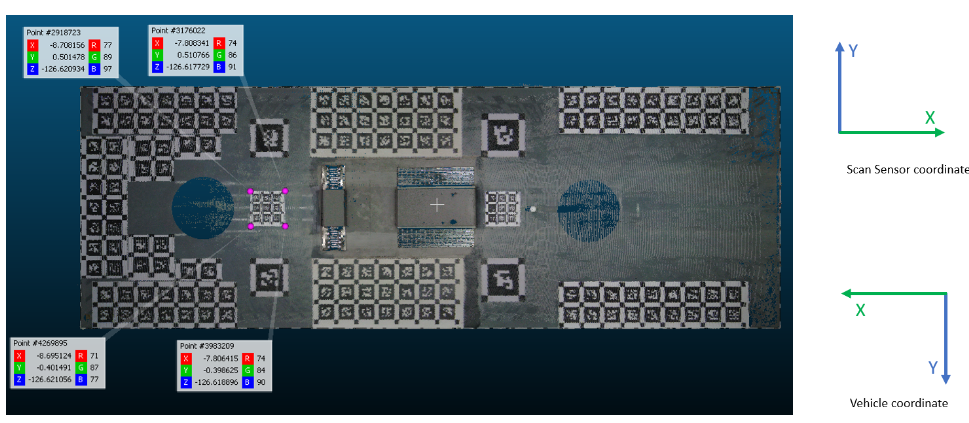 Point #2918723
X -8.708156 R 77
Y 0.501478 G 89
Z -126.620934 B 97
Point #3176022
X -7.808341 R 74
Y 0.510766 G 86
Z -126.617729 B 91
Y
X
Scan Sensor coordinate
Point #4269895
X -8.695124 R 71
Y -0.401491 G 87
Z -126.621056 B 77
Point #3983209
X -7.806415 R 74
Y -0.398625 G 84
Z -126.618896 B 90
X
Y
Vehicle coordinate